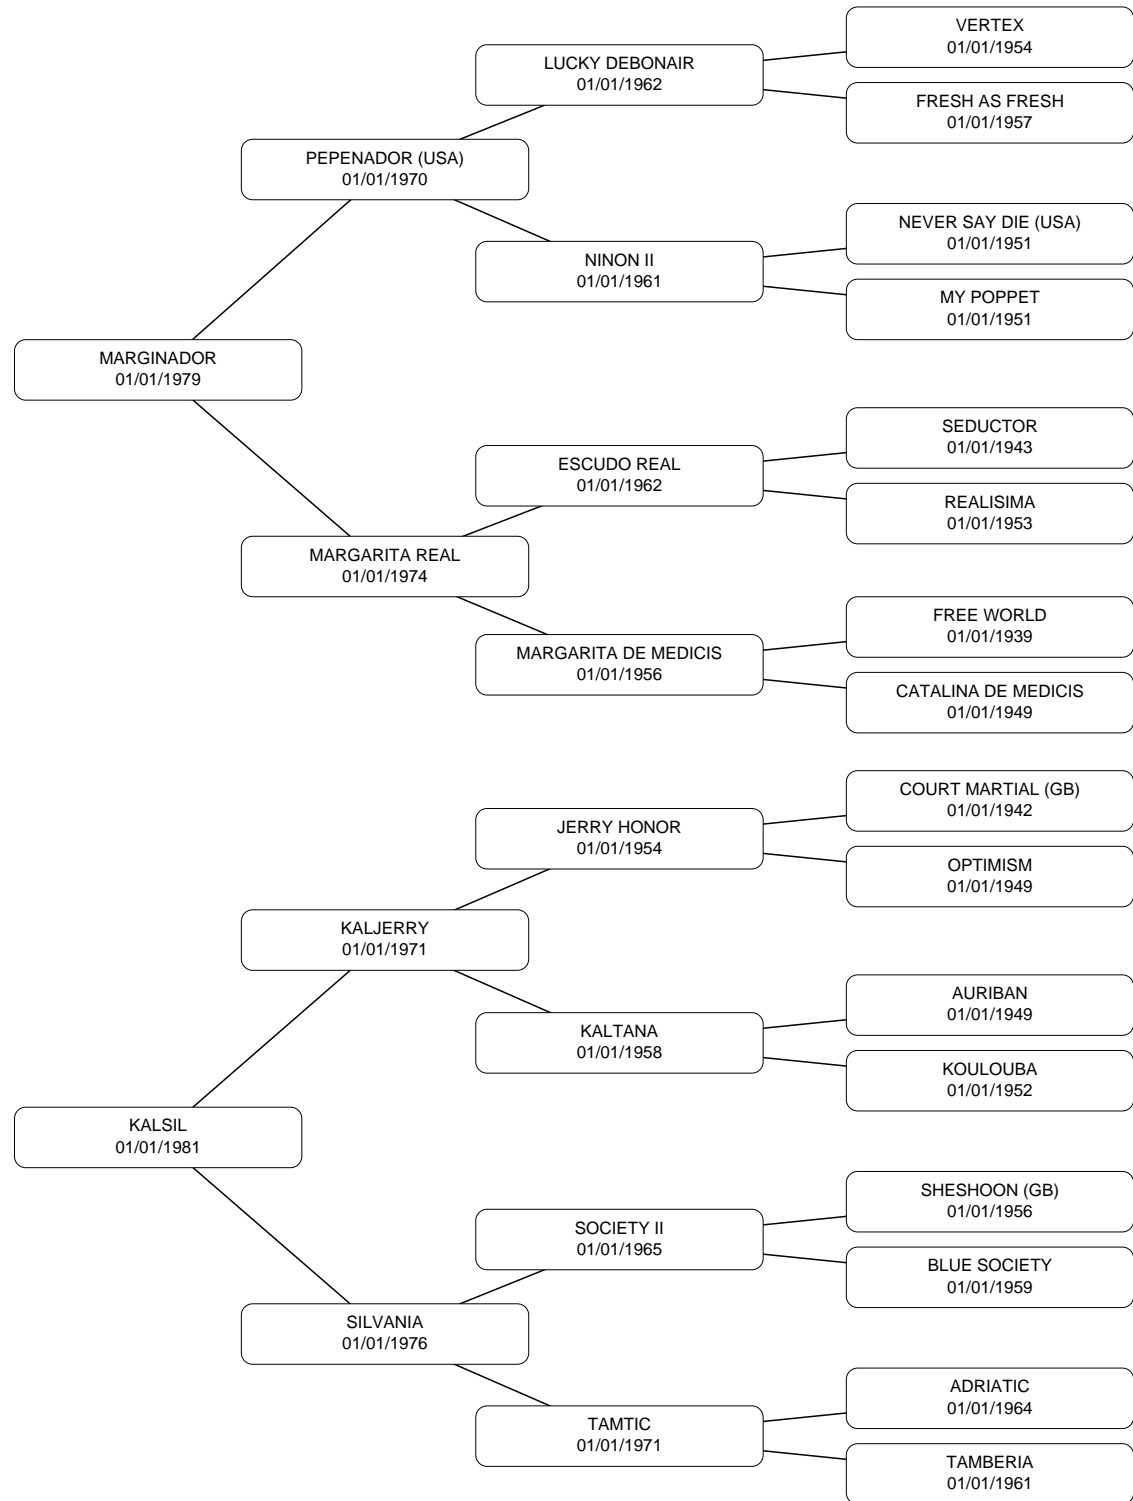 VERTEX
01/01/1954
LUCKY DEBONAIR
01/01/1962
FRESH AS FRESH
01/01/1957
PEPENADOR (USA)
01/01/1970
NEVER SAY DIE (USA)
01/01/1951
NINON II
01/01/1961
MY POPPET
01/01/1951
MARGINADOR
01/01/1979
SEDUCTOR
01/01/1943
ESCUDO REAL
01/01/1962
REALISIMA
01/01/1953
MARGARITA REAL
01/01/1974
FREE WORLD
01/01/1939
MARGARITA DE MEDICIS
01/01/1956
CATALINA DE MEDICIS
01/01/1949
COURT MARTIAL (GB)
01/01/1942
JERRY HONOR
01/01/1954
OPTIMISM
01/01/1949
KALJERRY
01/01/1971
AURIBAN
01/01/1949
KALTANA
01/01/1958
KOULOUBA
01/01/1952
KALSIL
01/01/1981
SHESHOON (GB)
01/01/1956
SOCIETY II
01/01/1965
BLUE SOCIETY
01/01/1959
SILVANIA
01/01/1976
ADRIATIC
01/01/1964
TAMTIC
01/01/1971
TAMBERIA
01/01/1961